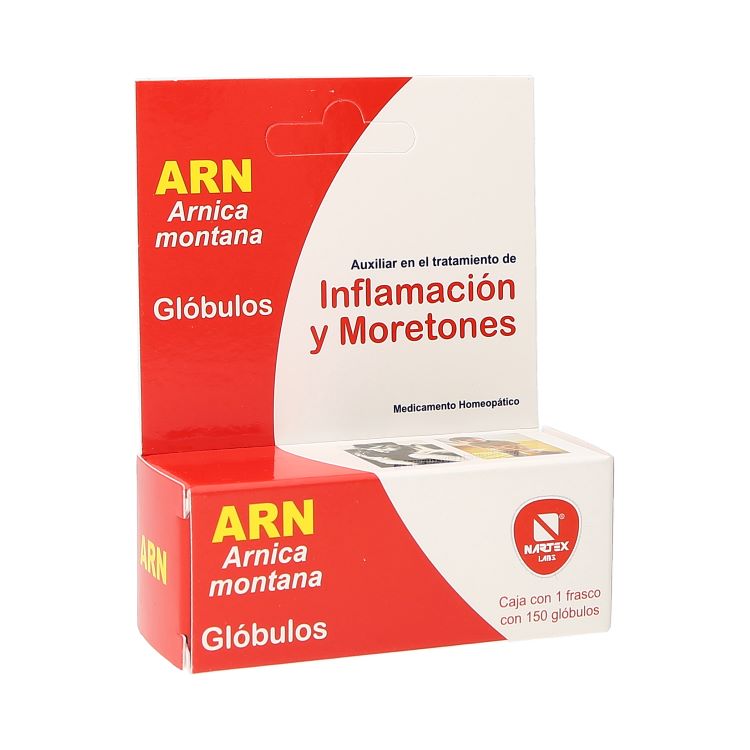 ARN
Arnica
montana
Glóbulos
Auxiliar en el tratamiento de
Inflamación
y Moretones
Medicamento Homeopático
ARN
ARN
Arnica
montana
Glóbulos
®
NARTEX
LABS.
Caja con 1 frasco
con 150 glóbulos